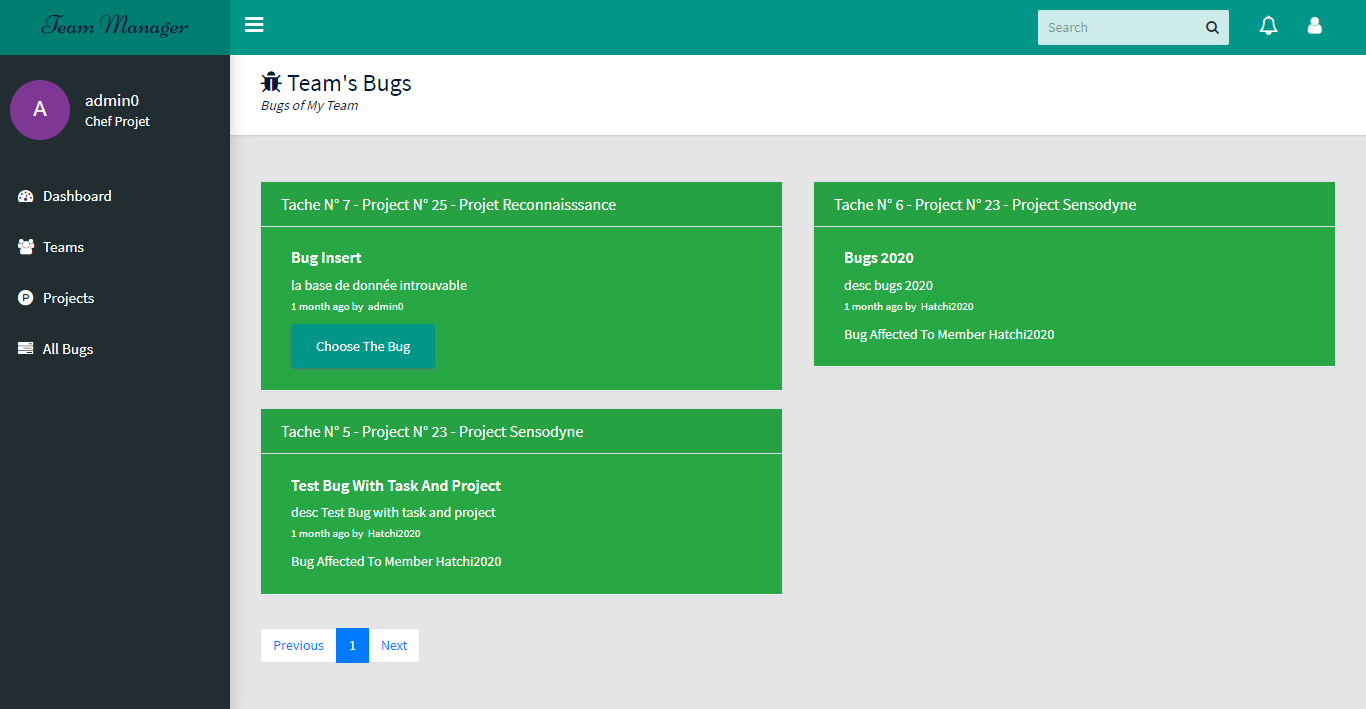 Team Manager
Search
A
admin0
Chef Projet
Dashboard
Teams
P
Projects
All Bugs
Team's Bugs
Bugs of My Team
Tache N° 7 - Project N° 25 - Projet Reconnaisssance
Bug Insert
la base de donnée introuvable
1 month ago by admin0
Choose The Bug
Tache N° 6 - Project N° 23 - Project Sensodyne
Bugs 2020
desc bugs 2020
1 month ago by Hatchi2020
Bug Affected To Member Hatchi2020
Tache N° 5 - Project N° 23 - Project Sensodyne
Test Bug With Task And Project
desc Test Bug with task and project
1 month ago by Hatchi2020
Bug Affected To Member Hatchi2020
Previous 1 Next